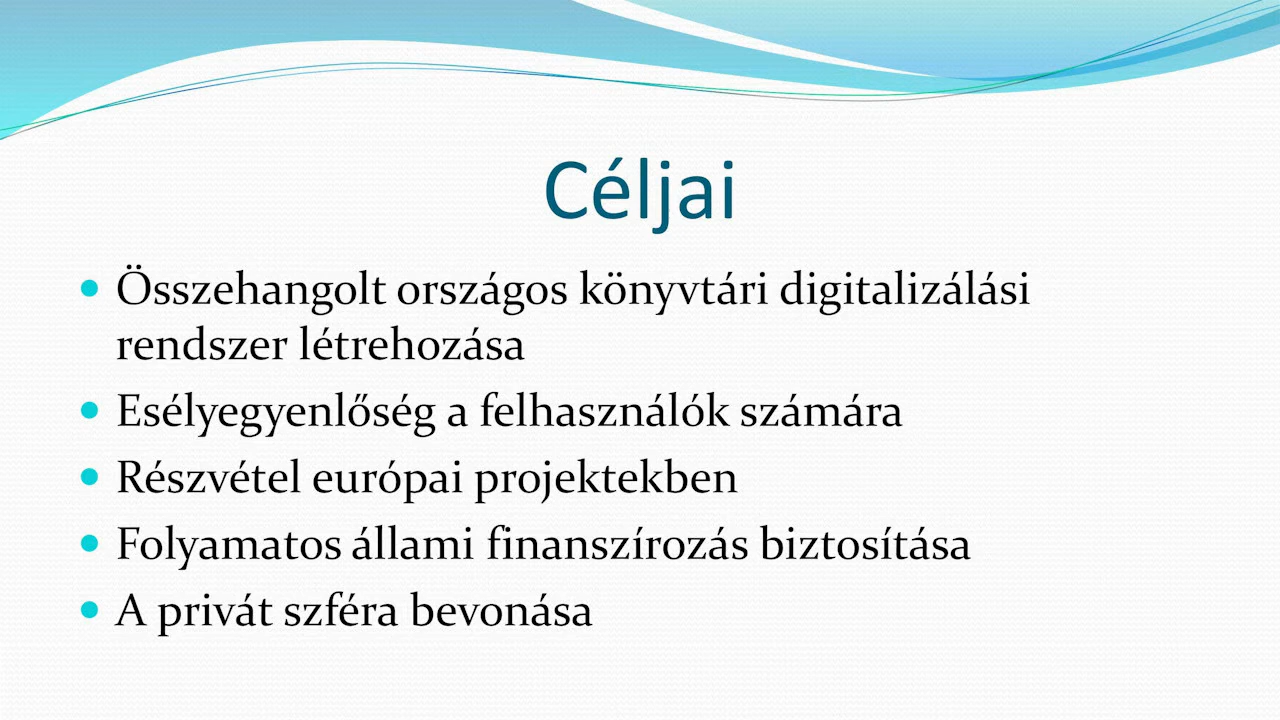 Céljai
• Összehangolt országos könyvtári digitalizálási
rendszer létrehozása
• Esélyegyenlőség a felhasználók számára
• Részvétel európai projektekben
• Folyamatos állami finanszírozás biztosítása
• A privát szféra bevonása